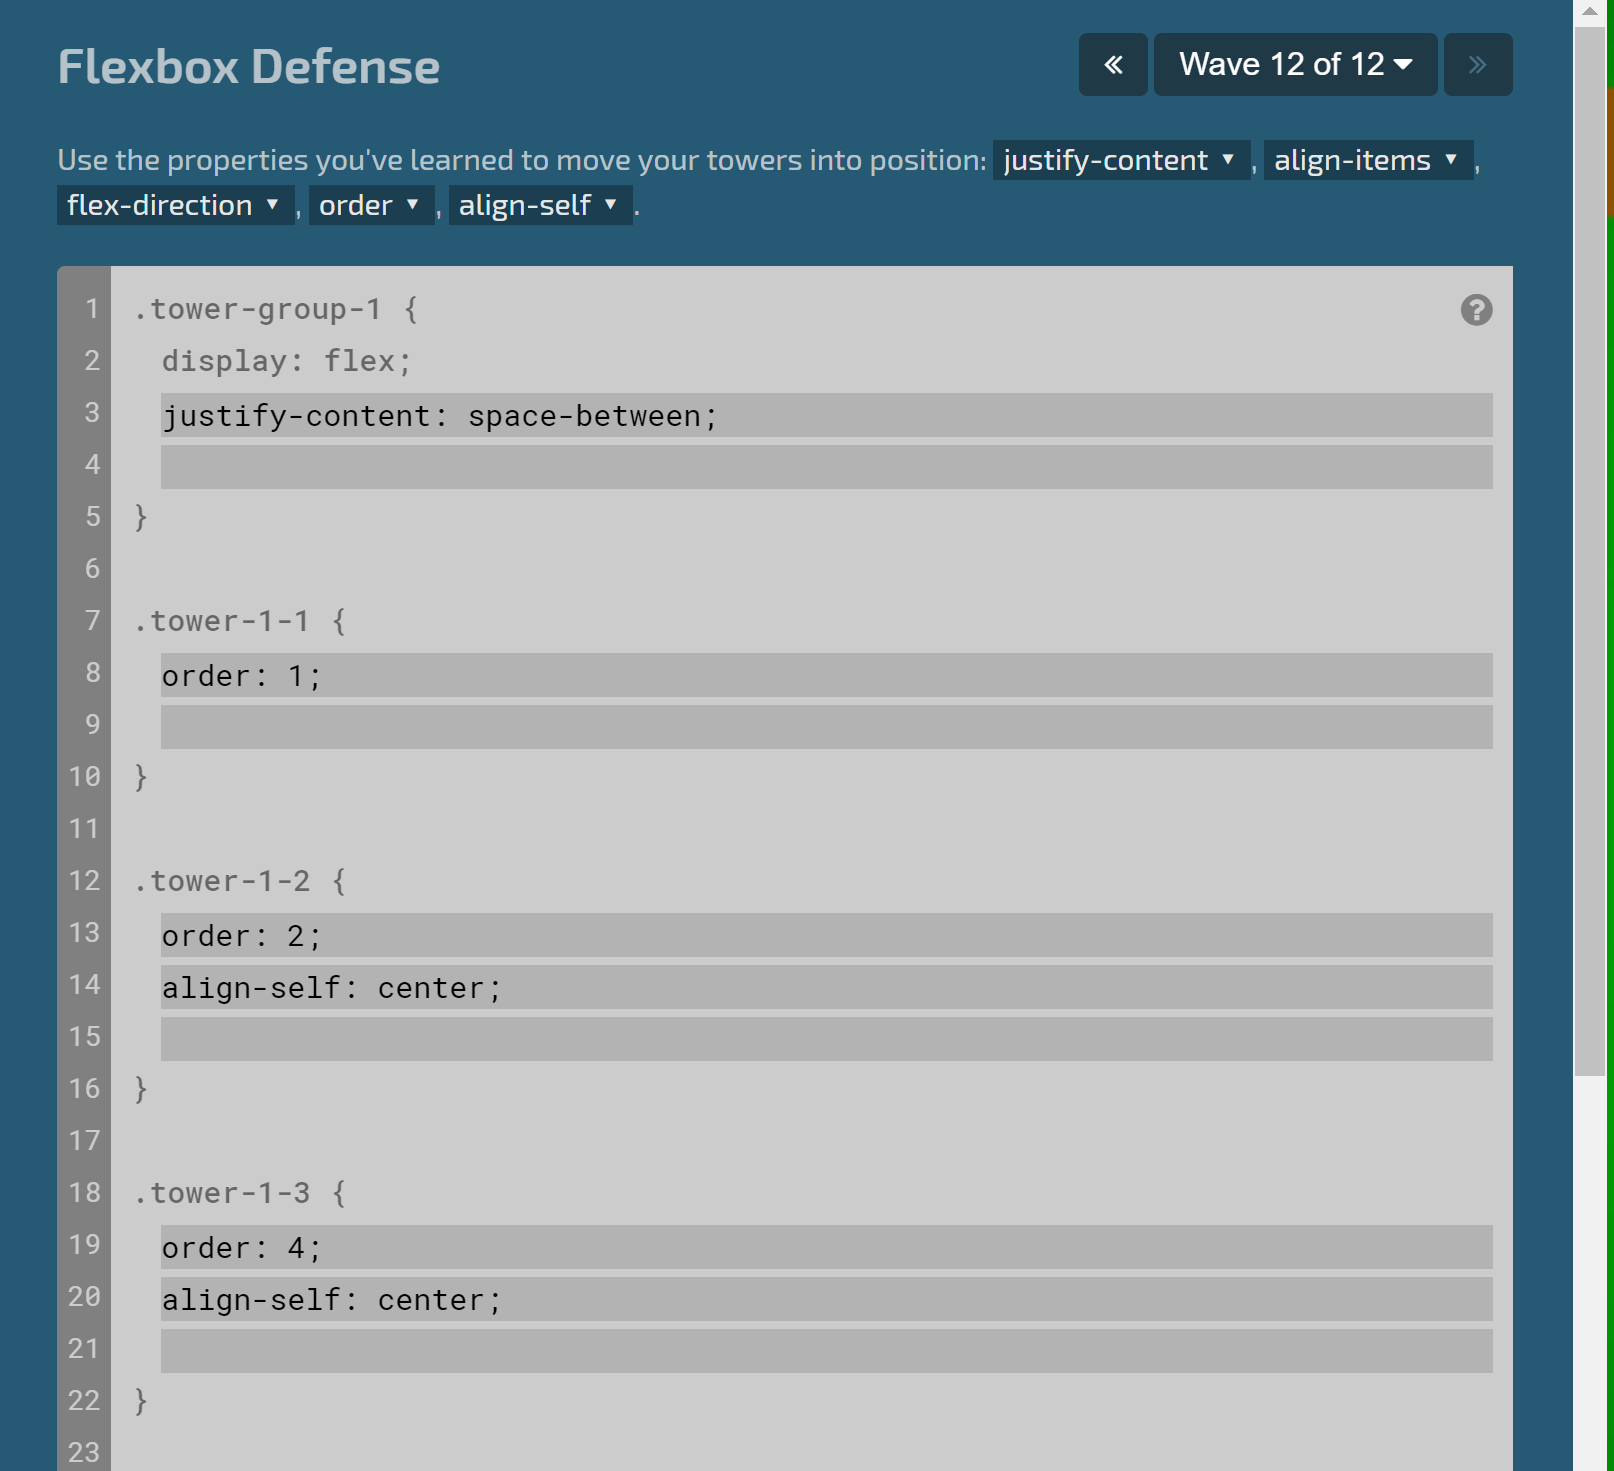 Flexbox Defense
« Wave 12 of 12 ▾ »
Use the properties you've learned to move your towers into position: justify-content ▼ , align-items ▼ ,
flex-direction ▼ , order ▼ , align-self ▼ .
1 .tower-group-1 { ?
2 display: flex;
3 justify-content: space-between;
4
5 }
6
7 .tower-1-1 {
8 order: 1;
9
10 }
11
12 .tower-1-2 {
13 order: 2;
14 align-self: center;
15
16 }
17
18 .tower-1-3 {
19 order: 4;
20 align-self: center;
21
22 }
23